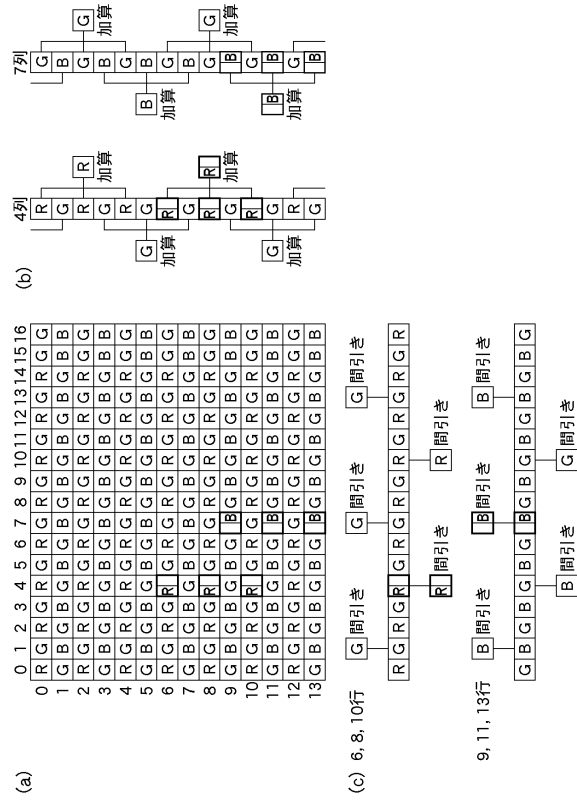 (a)
0 1 2 3 4 5 6 7 8 9 10 11 12 13 14 15 16
0 R G R G R G R G R G R G R G R G G
1 G B G B G B G B G B G B G B G B B
2 R G R G R G R G R G R G R G R G G
3 G B G B G B G B G B G B G B G B B
4 R G R G R G R G R G R G R G R G G
5 G B G B G B G B G B G B G B G B B
6 R G R G R G R G R G R G R G R G G
7 G B G B G B G B G B G B G B G B B
8 R G R G R G R G R G R G R G R G G
9 G B G B G B G B G B G B G B G B B
10 R G R G R G R G R G R G R G R G G
11 G B G B G B G B G B G B G B G B B
12 R G R G R G R G R G R G R G R G G
13 G B G B G B G B G B G B G B G B B
(b)
4列
R G R G R G R G R G R G R G
R 加算
G 加算
R 加算
G 加算
7列
G B G B G B G B G B G B G B
G 加算
B 加算
G 加算
B 加算
(c) 6, 8, 10行
G 間引き G 間引き G 間引き
R G R G R G R G R G R G R G R G R
R 間引き R 間引き
9, 11, 13行
B 間引き B 間引き B 間引き
G B G B G B G B G B G B G B G B G
B 間引き G 間引き